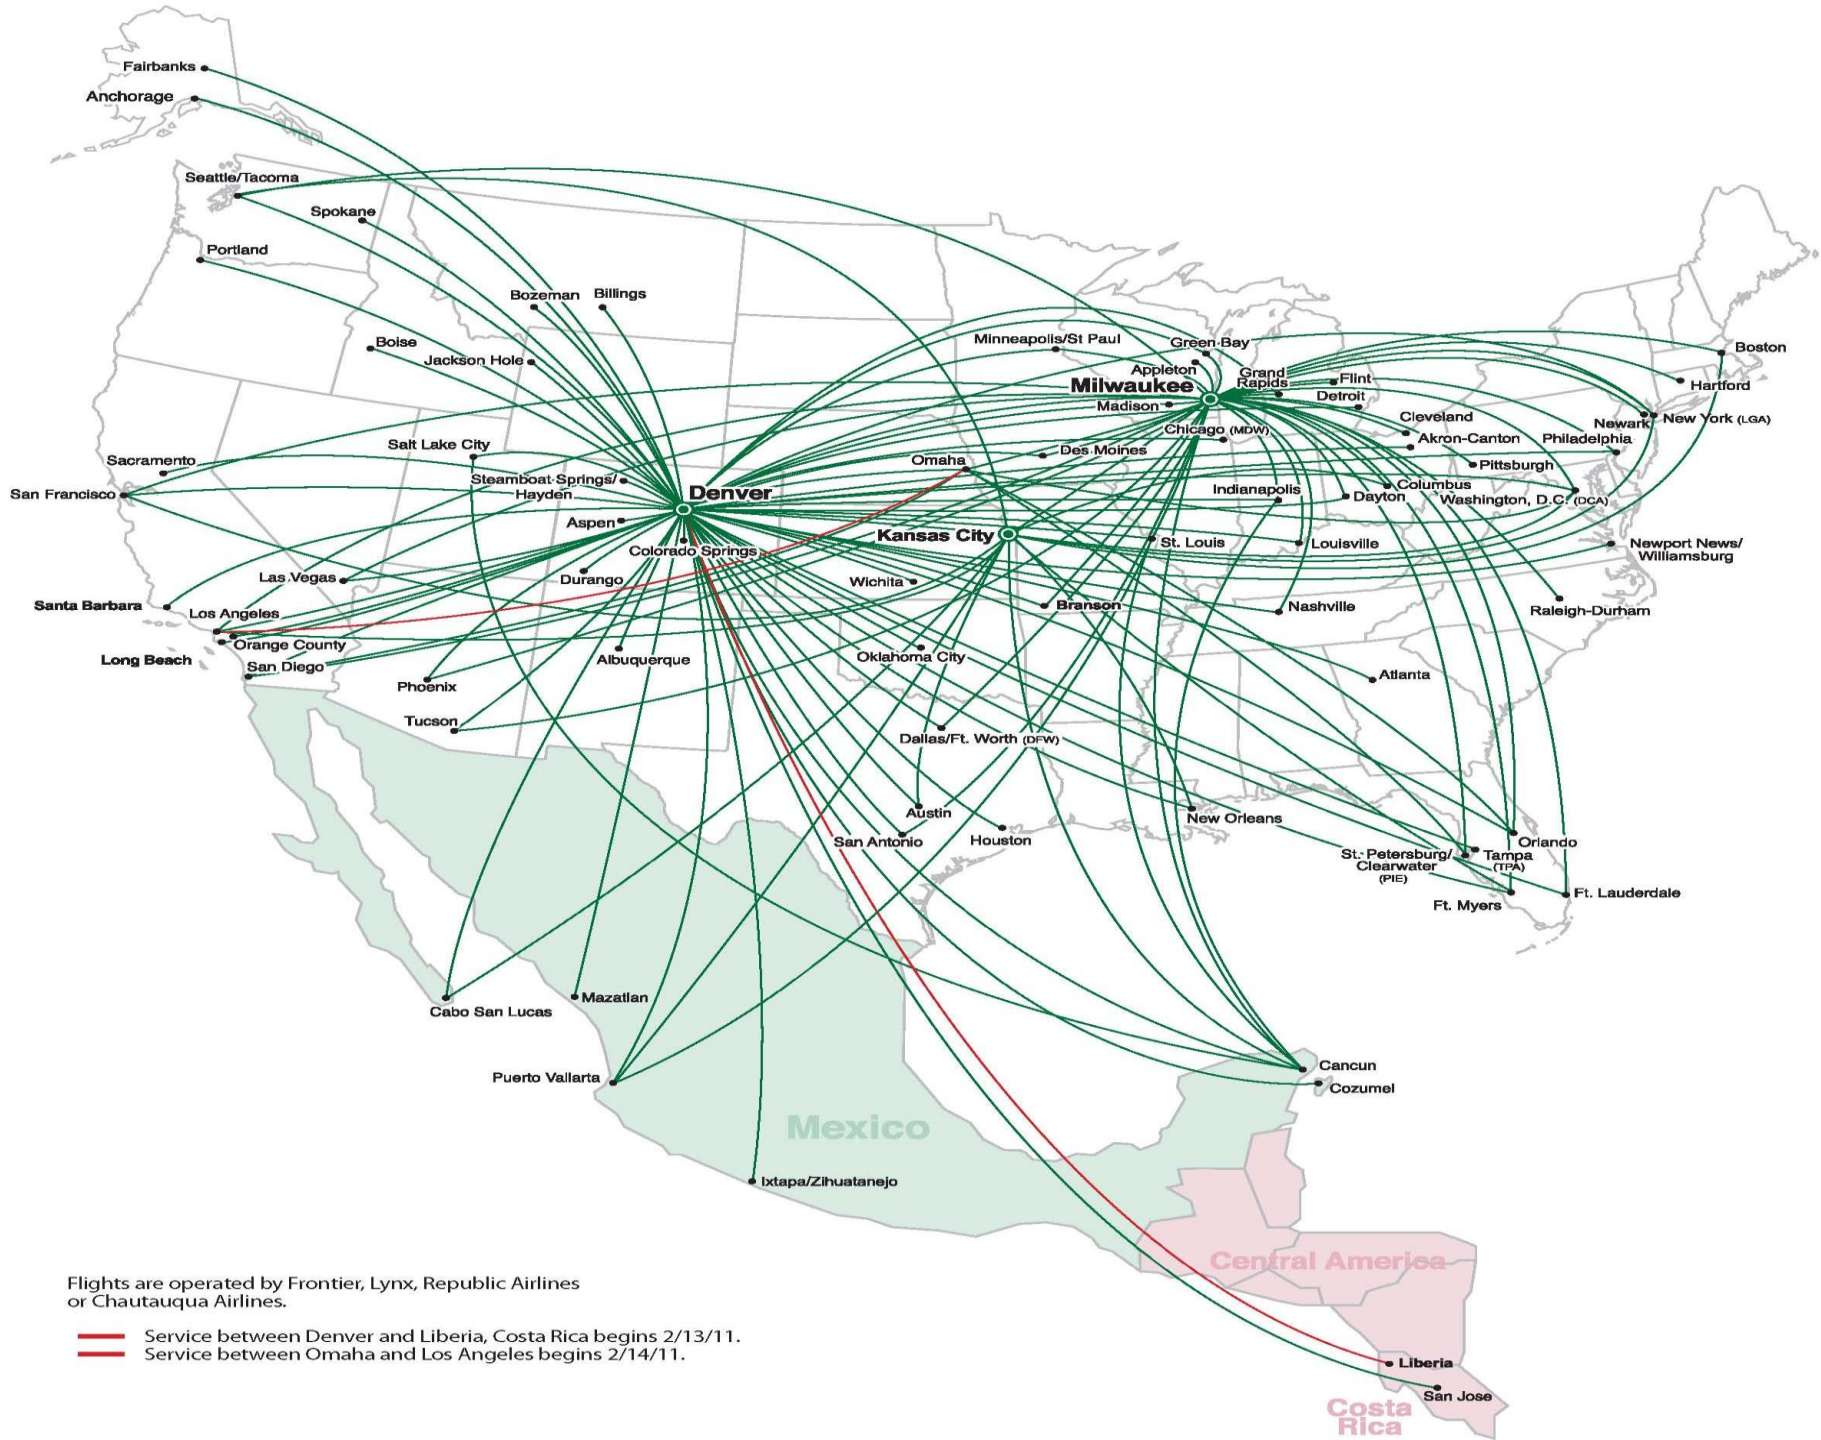 Fairbanks
Anchorage
Seattle/Tacoma
Spokane
Portland
Bozeman
Billings
Boise
Jackson Hole
Minneapolis/St Paul
Green Bay
Appleton
Grand
Rapids
Flint
Milwaukee
Detroit
Madison
Boston
Hartford
Newark
New York (LGA)
Chicago (MDW)
Cleveland
Akron-Canton
Philadelphia
Salt Lake City
Sacramento
San Francisco
Steamboat Springs/
Hayden
Denver
Omaha
Des Moines
Pittsburgh
Indianapolis
Dayton
Columbus
Washington, D.C. (DCA)
Aspen
Colorado Springs
Kansas City
St. Louis
Louisville
Newport News/
Williamsburg
Las Vegas
Durango
Wichita
Santa Barbara
Los Angeles
Branson
Nashville
Raleigh-Durham
Orange County
Long Beach
San Diego
Albuquerque
Oklahoma City
Phoenix
Atlanta
Tucson
Dallas/Ft. Worth (DFW)
Austin
San Antonio
Houston
New Orleans
Orlando
St. Petersburg/
Clearwater
(PIE)
Tampa
(TPA)
Ft. Myers
Ft. Lauderdale
Cabo San Lucas
Mazatlan
Puerto Vallarta
Cancun
Cozumel
Mexico
Ixtapa/Zihuatanejo
Central America
Flights are operated by Frontier, Lynx, Republic Airlines
or Chautauqua Airlines.
Service between Denver and Liberia, Costa Rica begins 2/13/11.
Service between Omaha and Los Angeles begins 2/14/11.
Liberia
San Jose
Costa
Rica